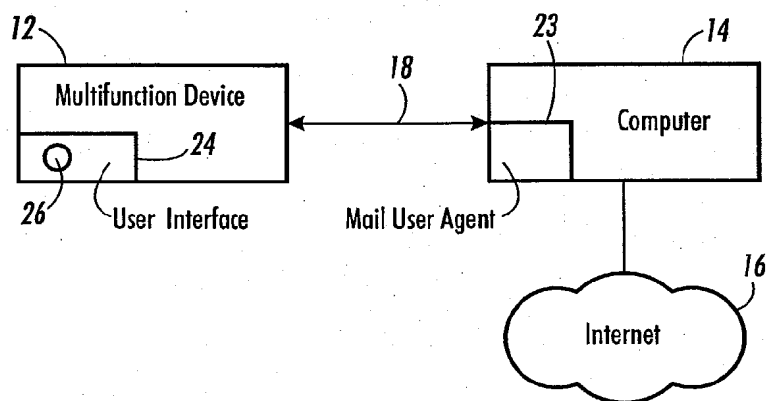 12
14
23
18
Multifunction Device
Computer
24
26
User Interface
Mail User Agent
16
Internet